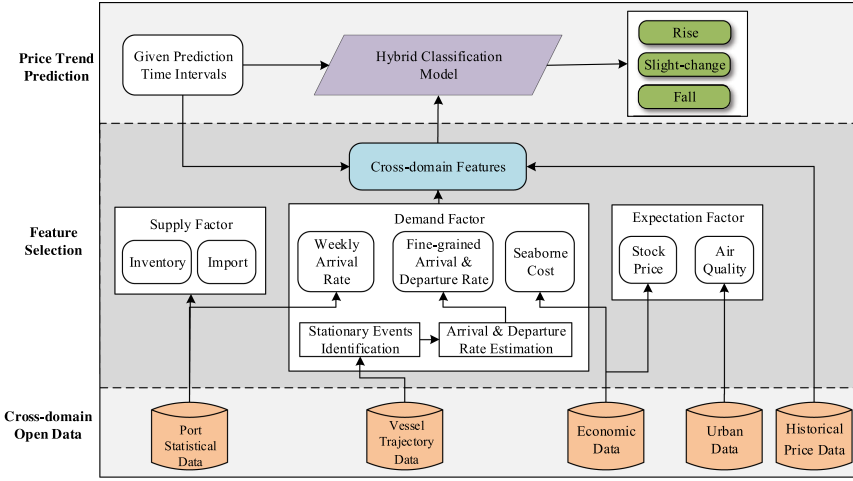 Price Trend
Prediction
Given Prediction
Time Intervals
Hybrid Classification
Model
Rise
Slight-change
Fall
Feature
Selection
Cross-domain Features
Supply Factor
Inventory
Import
Demand Factor
Weekly
Arrival
Rate
Fine-grained
Arrival &
Departure Rate
Seaborne
Cost
Stationary Events
Identification
Arrival & Departure
Rate Estimation
Expectation Factor
Stock
Price
Air
Quality
Cross-domain
Open Data
Port
Statistical
Data
Vessel
Trajectory
Data
Economic
Data
Urban
Data
Historical
Price Data